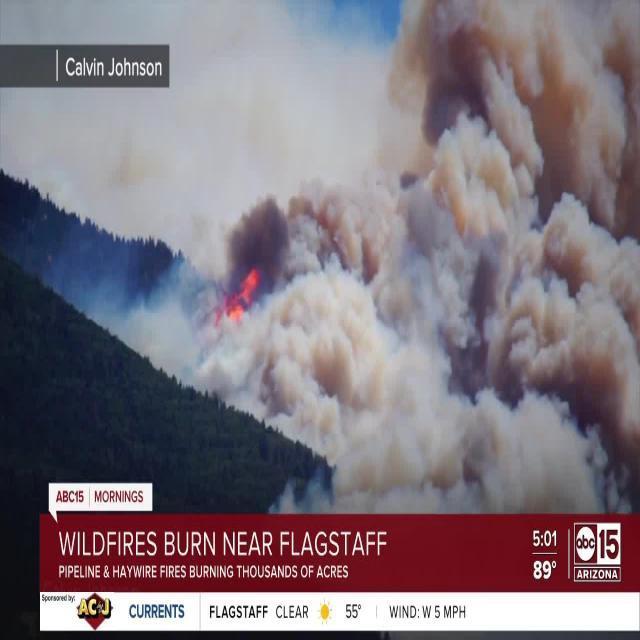 Calvin Johnson
ABC15 | MORNINGS
WILDFIRES BURN NEAR FLAGSTAFF
PIPELINE & HAYWIRE FIRES BURNING THOUSANDS OF ACRES
5:01
89°
abc 15
ARIZONA
Sponsored by:
CURRENTS
FLAGSTAFF CLEAR 55° WIND: W 5 MPH